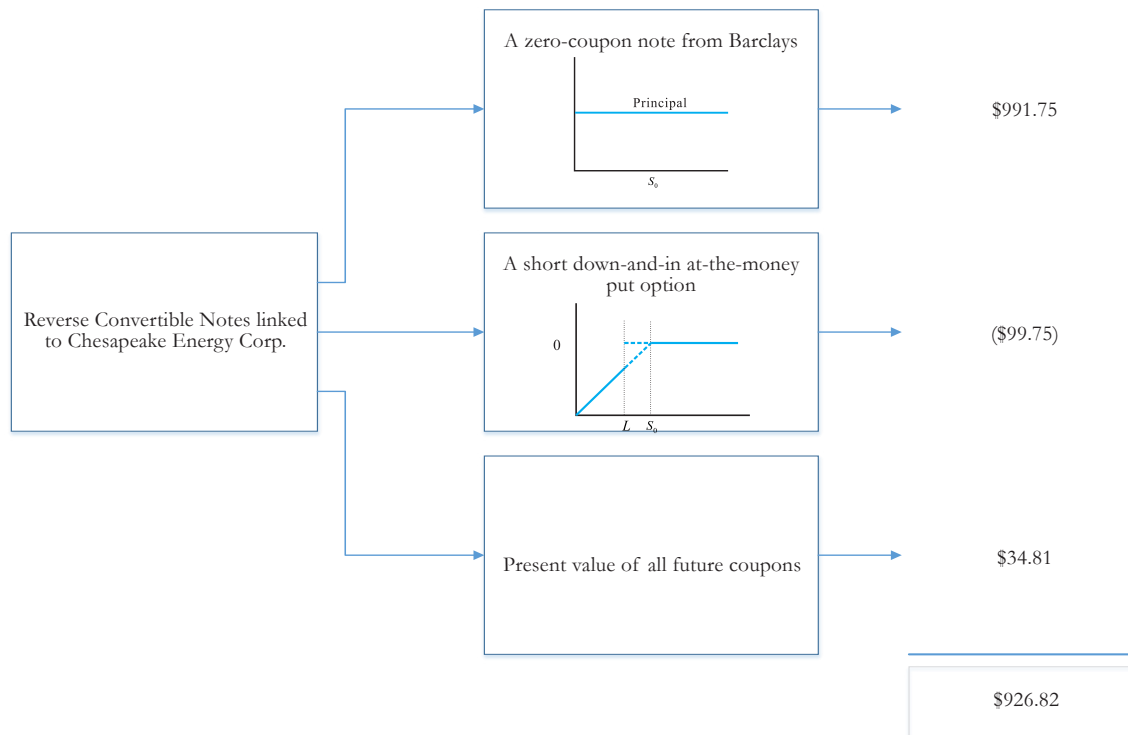 A zero-coupon note from Barclays
Principal
S₀
$991.75
Reverse Convertible Notes linked
to Chesapeake Energy Corp.
A short down-and-in at-the-money
put option
0
L S₀
($99.75)
Present value of all future coupons
$34.81
$926.82